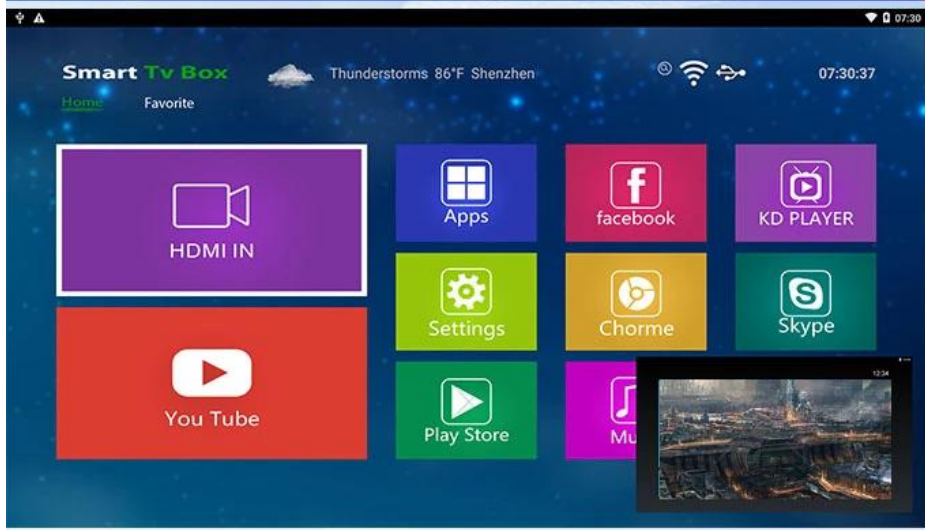 07:30
Smart Tv Box
Thunderstorms 86°F Shenzhen
07:30:37
Home
Favorite
HDMI IN
Apps
facebook
KD PLAYER
Settings
Chorme
Skype
You Tube
Play Store
Mu
12:34